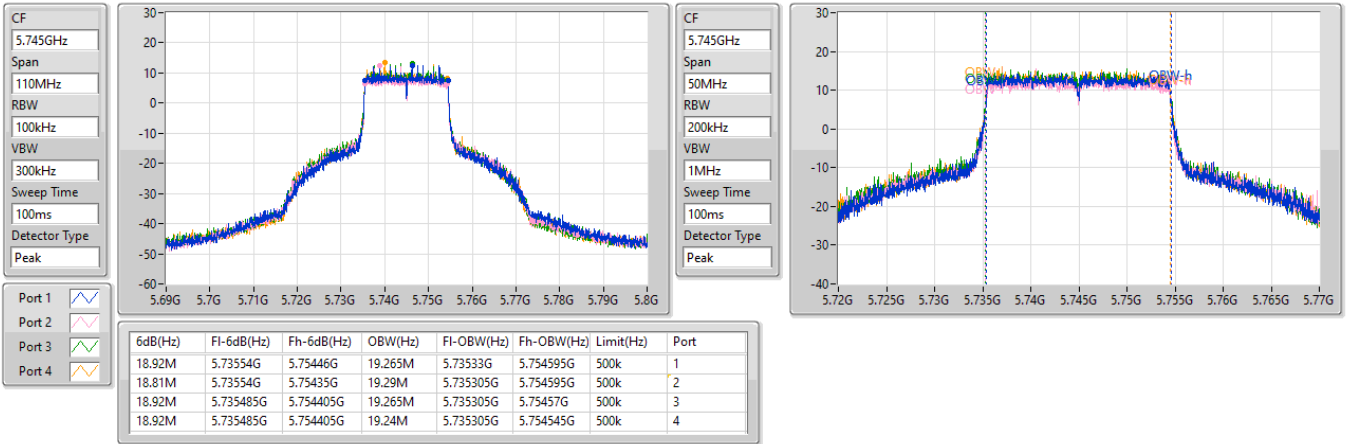 CF
5.745GHz
Span
110MHz
RBW
100kHz
VBW
300kHz
Sweep Time
100ms
Detector Type
Peak
30-
20-
10-
0-
-10-
-20-
-30-
-40-
-50-
-60-
5.69G 5.7G 5.71G 5.72G 5.73G 5.74G 5.75G 5.76G 5.77G 5.78G 5.79G 5.8G
CF
5.745GHz
Span
50MHz
RBW
200kHz
VBW
1MHz
Sweep Time
100ms
Detector Type
Peak
30-
20-
10-
0-
-10-
-20-
-30-
-40-
OBW-h
5.72G 5.725G 5.73G 5.735G 5.74G 5.745G 5.75G 5.755G 5.76G 5.765G 5.77G
Port 1
Port 2
Port 3
Port 4
6dB(Hz) Fl-6dB(Hz) Fh-6dB(Hz) OBW(Hz) Fl-OBW(Hz) Fh-OBW(Hz) Limit(Hz) Port
18.92M 5.73554G 5.75446G 19.265M 5.73533G 5.754595G 500k 1
18.81M 5.73554G 5.75435G 19.29M 5.735305G 5.754595G 500k 2
18.92M 5.735485G 5.754405G 19.265M 5.735305G 5.75457G 500k 3
18.92M 5.735485G 5.754405G 19.24M 5.735305G 5.754545G 500k 4